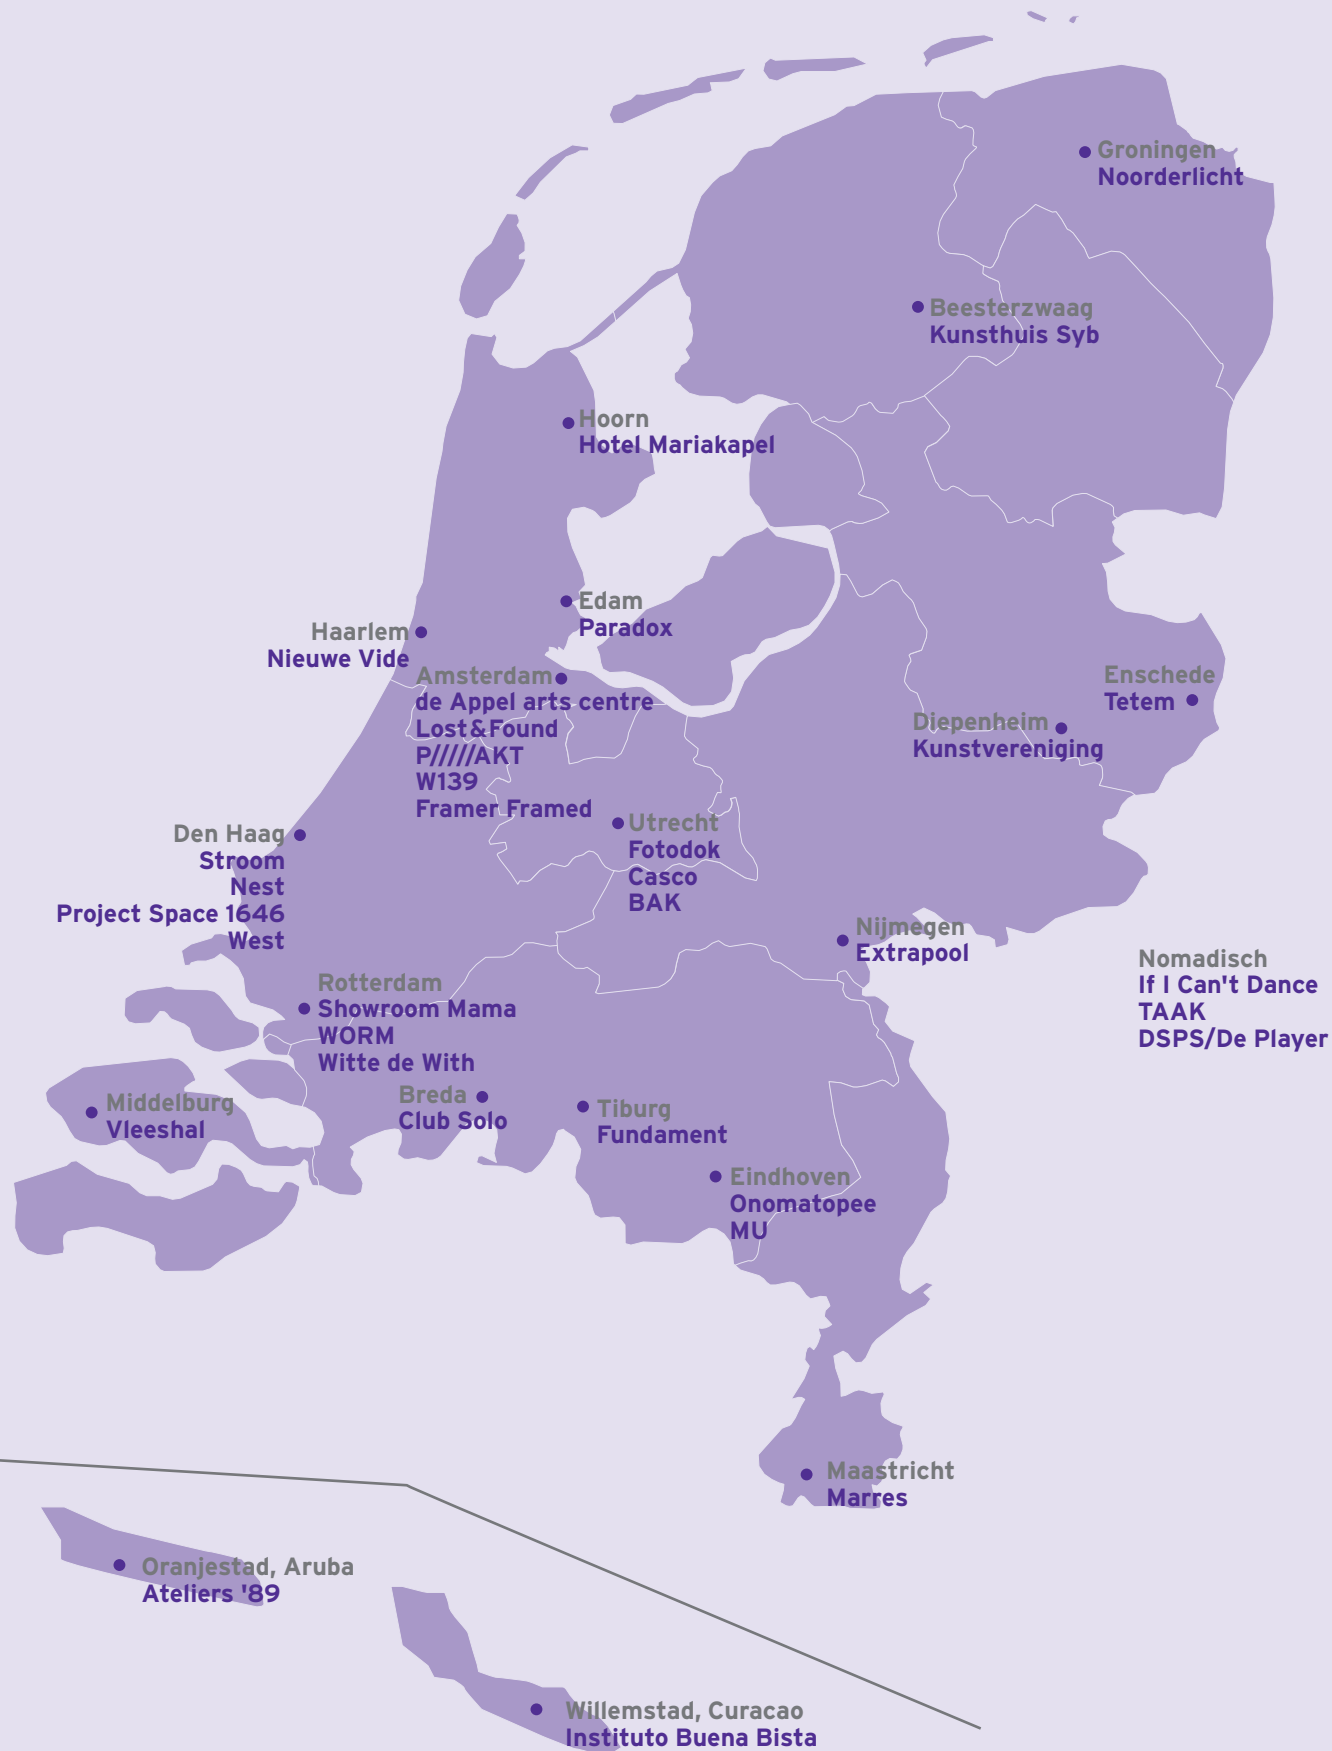 Groningen
Noorderlicht
Beesterzwaag
Kunsthuis Syb
Hoorn
Hotel Mariakapel
Edam
Paradox
Haarlem
Nieuwe Vide
Amsterdam
de Appel arts centre
Lost&Found
P/////AKT
W139
Framer Framed
Enschede
Tetem
Diepenheim
Kunstvereniging
Utrecht
Fotodok
Casco
BAK
Den Haag
Stroom
Nest
Project Space 1646
West
Nijmegen
Extrapool
Nomadisch
If I Can't Dance
TAAK
DSPS/De Player
Rotterdam
Showroom Mama
WORM
Witte de With
Middelburg
Vleeshal
Breda
Club Solo
Tiburg
Fundament
Eindhoven
Onomatopee
MU
Maastricht
Marres
Oranjestad, Aruba
Ateliers '89
Willemstad, Curacao
Instituto Buena Bista